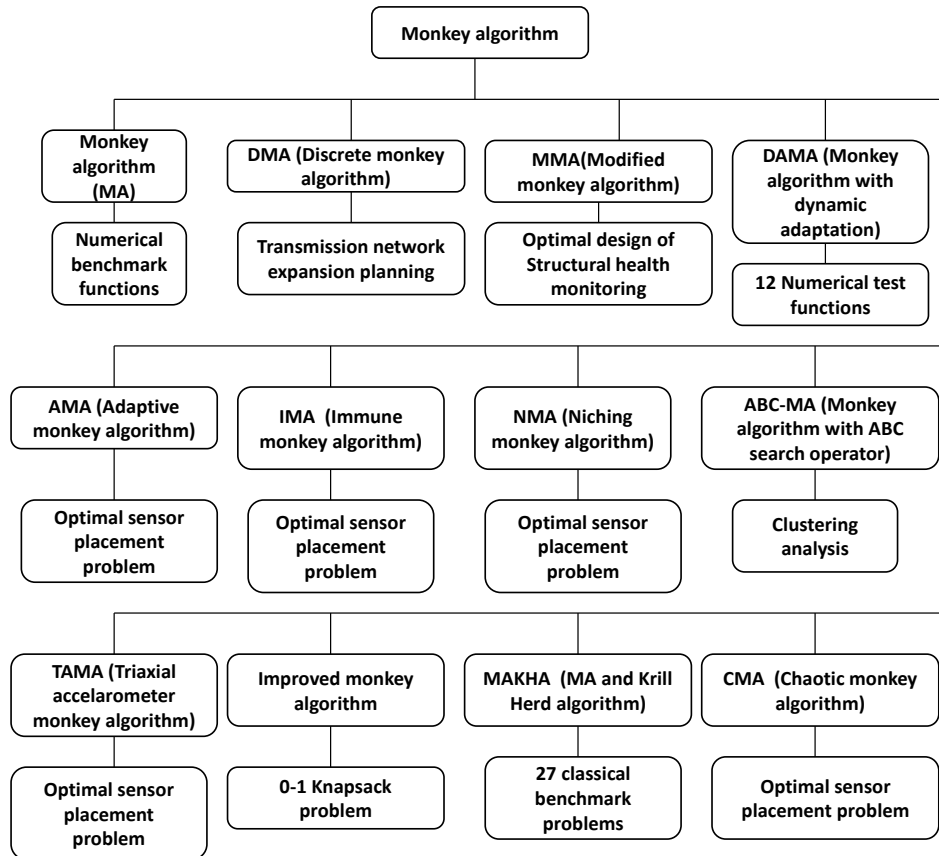 Monkey algorithm
Monkey
algorithm
(MA)
DMA (Discrete monkey
algorithm)
MMA(Modified
monkey algorithm)
DAMA (Monkey
algorithm with
dynamic
adaptation)
Numerical
benchmark
functions
Transmission network
expansion planning
Optimal design of
Structural health
monitoring
12 Numerical test
functions
AMA (Adaptive
monkey algorithm)
IMA (Immune
monkey algorithm)
NMA (Niching
monkey algorithm)
ABC-MA (Monkey
algorithm with ABC
search operator)
Optimal sensor
placement
problem
Optimal sensor
placement
problem
Optimal sensor
placement
problem
Clustering
analysis
TAMA (Triaxial
accelarometer
monkey algorithm)
Improved monkey
algorithm
MAKHA (MA and Krill
Herd algorithm)
CMA (Chaotic monkey
algorithm)
Optimal sensor
placement
problem
0-1 Knapsack
problem
27 classical
benchmark
problems
Optimal sensor
placement problem